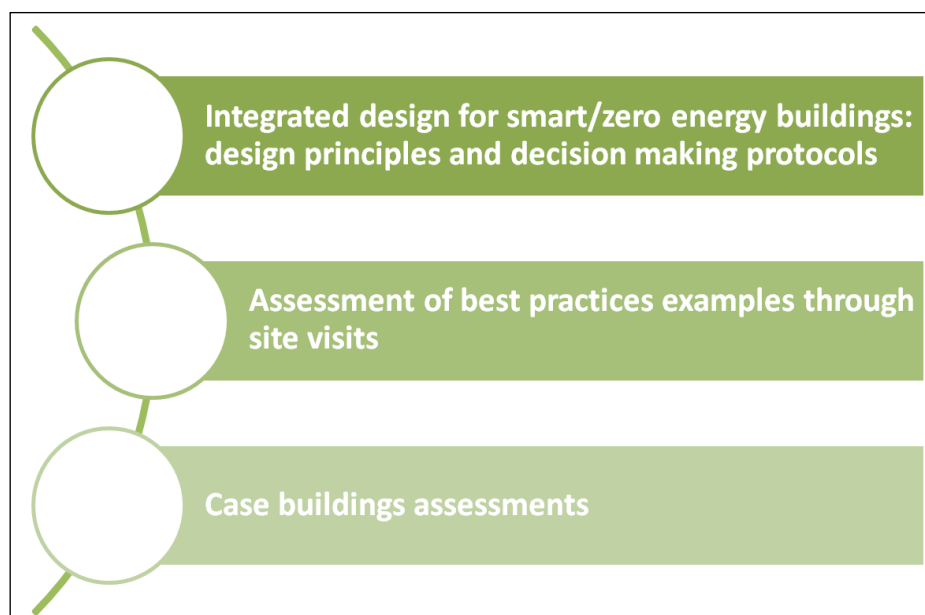 Integrated design for smart/zero energy buildings:
design principles and decision making protocols
Assessment of best practices examples through
site visits
Case buildings assessments